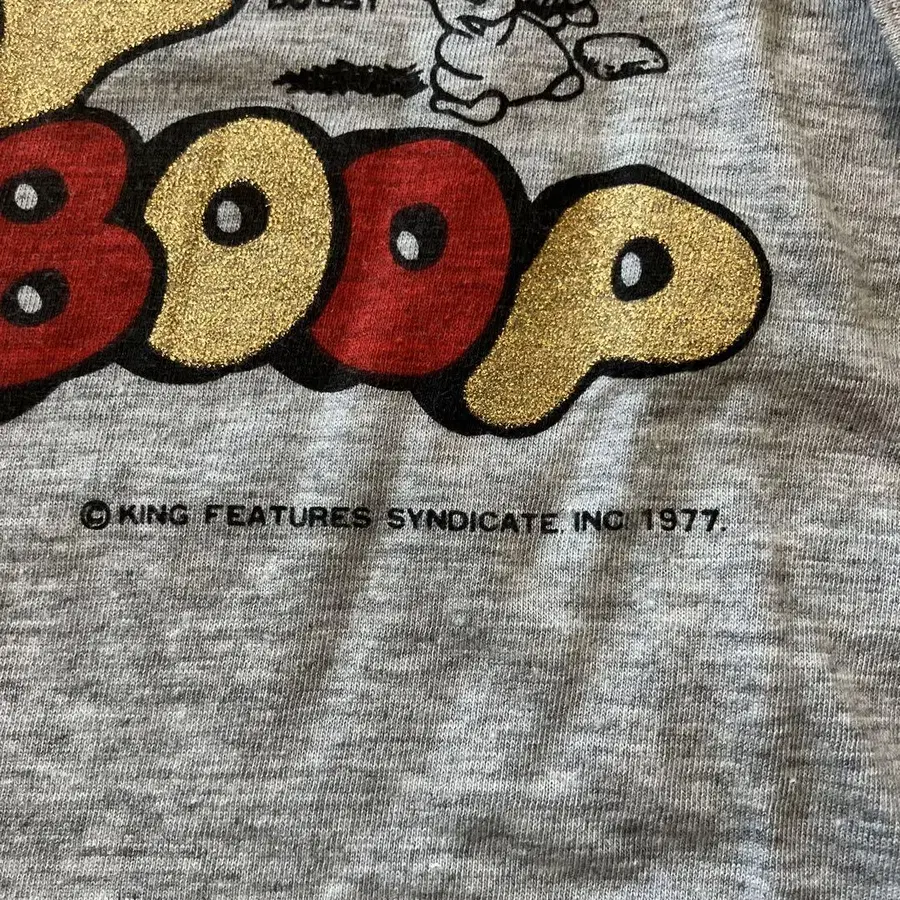 BOOP
© KING FEATURES SYNDICATE, INC. 1977.